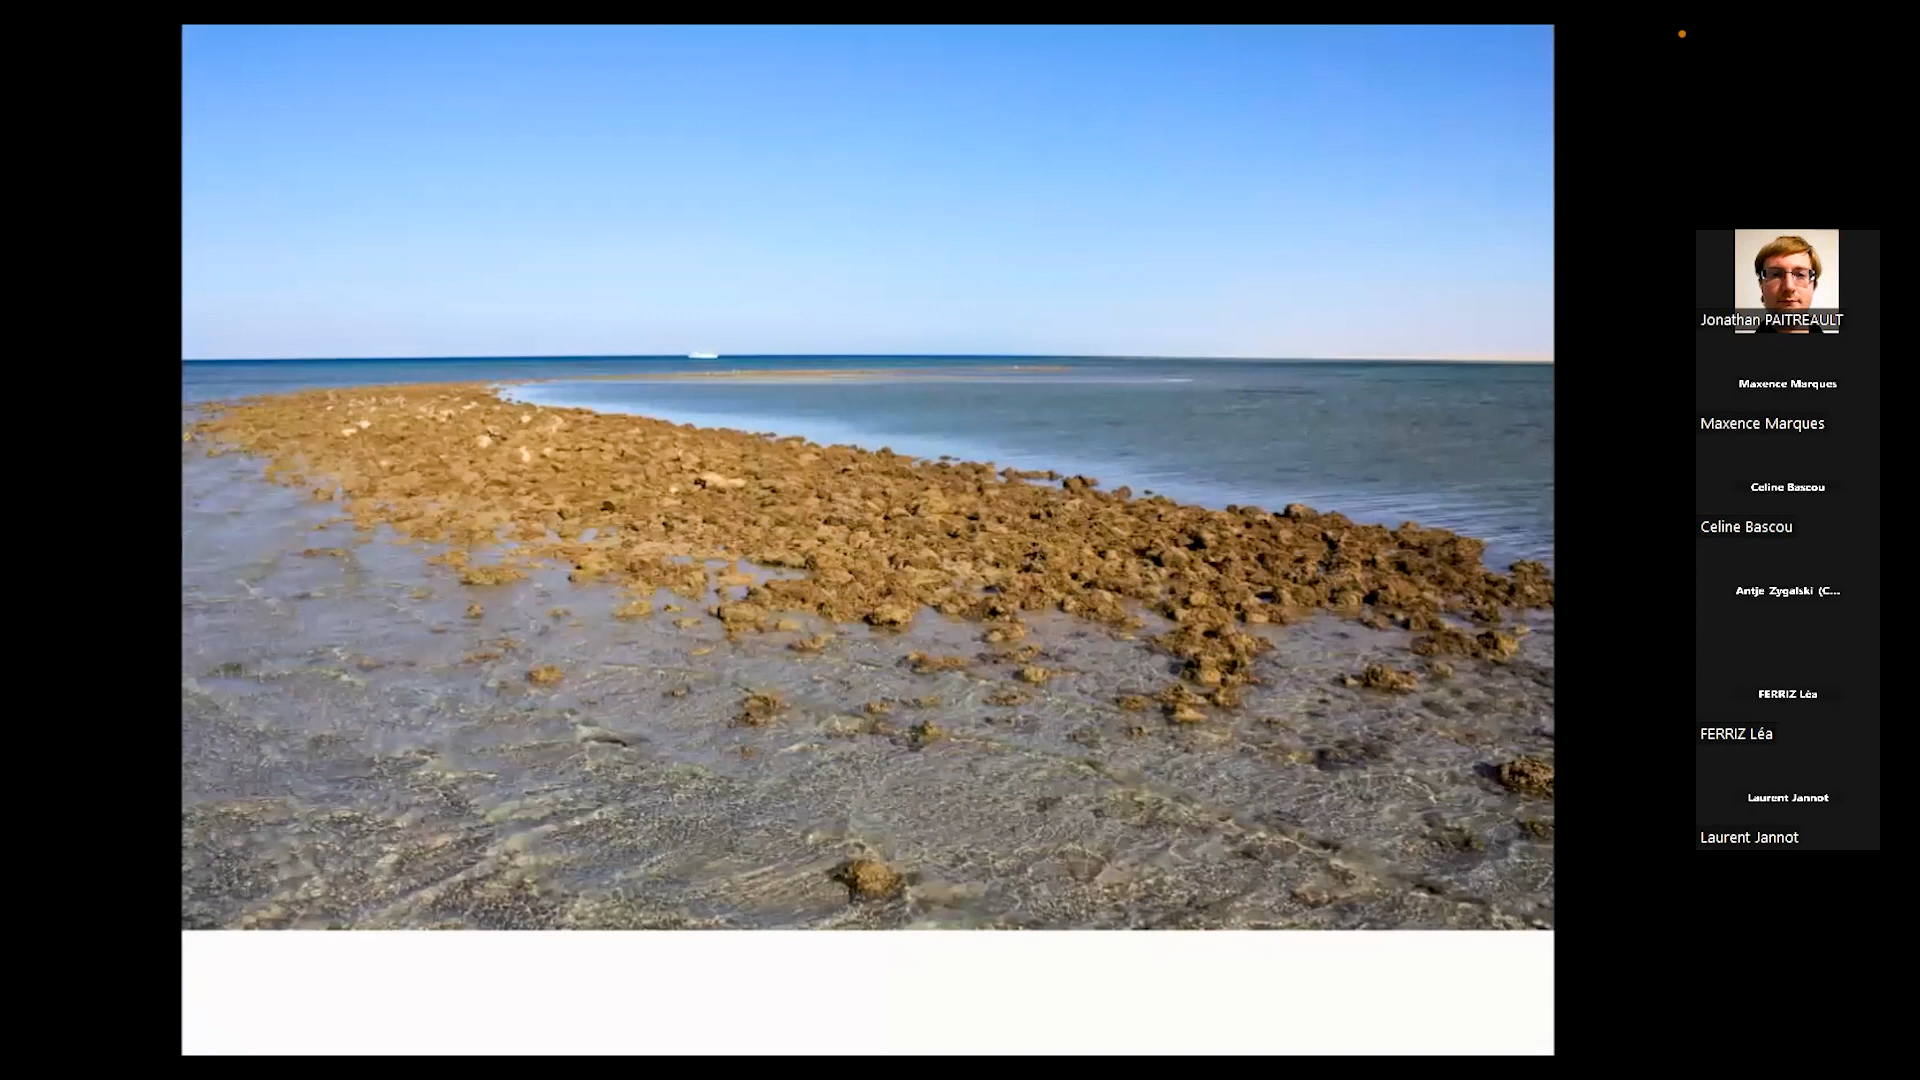 Jonathan PAITREAULT
Maxence Marques
Maxence Marques
Celine Bascou
Celine Bascou
Antje Zygalski (C...
FERRIZ Léa
FERRIZ Léa
Laurent Jannot
Laurent Jannot